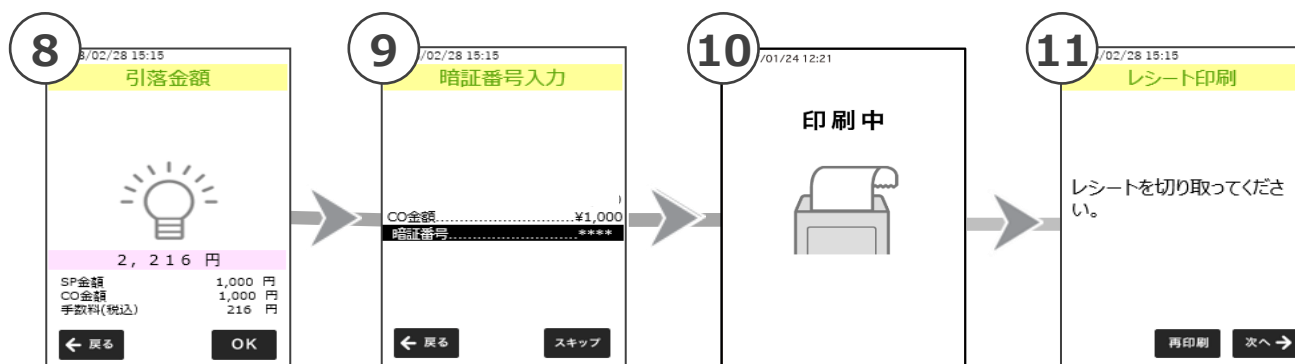 8
/02/28 15:15
引落金額
2,216 円
SP金額 1,000 円
CO金額 1,000 円
手数料(税込) 216 円
戻る OK
9
/02/28 15:15
暗証番号入力
)
CO金額..............................¥1,000
暗証番号............................****
戻る スキップ
10
/01/24 12:21
印刷中
11
/02/28 15:15
レシート印刷
レシートを切り取ってくださ
い。
再印刷 次へ